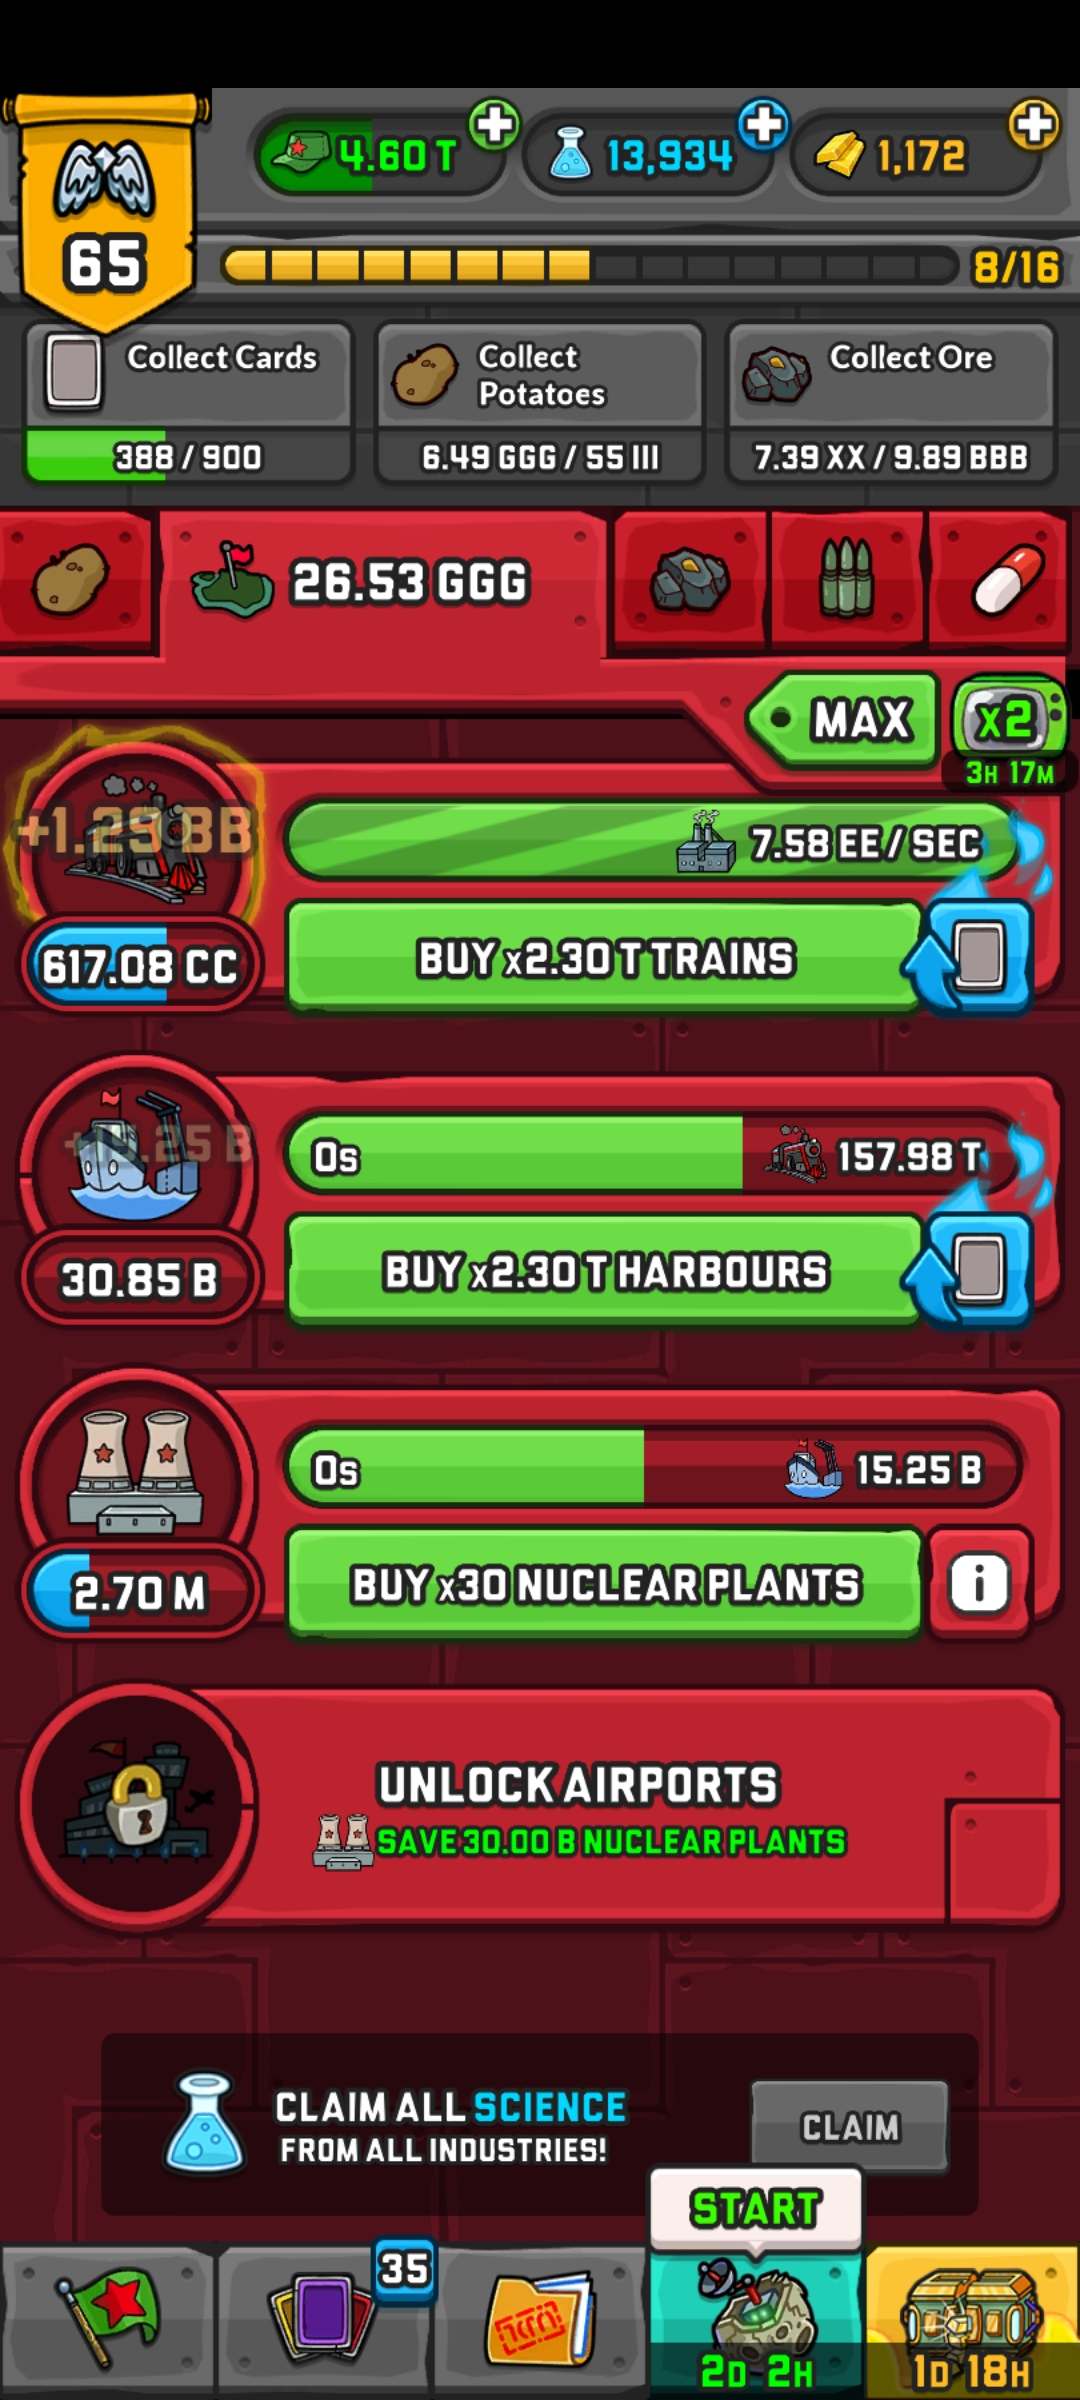 4.60 T
13,934
1,172
65
8/16
Collect Cards
388 / 900
Collect
Potatoes
6.49 GGG / 55 III
Collect Ore
7.39 XX / 9.89 BBB
26.53 GGG
MAX
x2
3H 17M
+1.29 BB
7.58 EE / SEC
617.08 CC
BUY x2.30 T TRAINS
0s
157.98 T
30.85 B
BUY x2.30 T HARBOURS
0s
15.25 B
2.70 M
BUY x30 NUCLEAR PLANTS
i
UNLOCK AIRPORTS
SAVE 30.00 B NUCLEAR PLANTS
CLAIM ALL SCIENCE
FROM ALL INDUSTRIES!
CLAIM
START
35
2D 2H
1D 18H